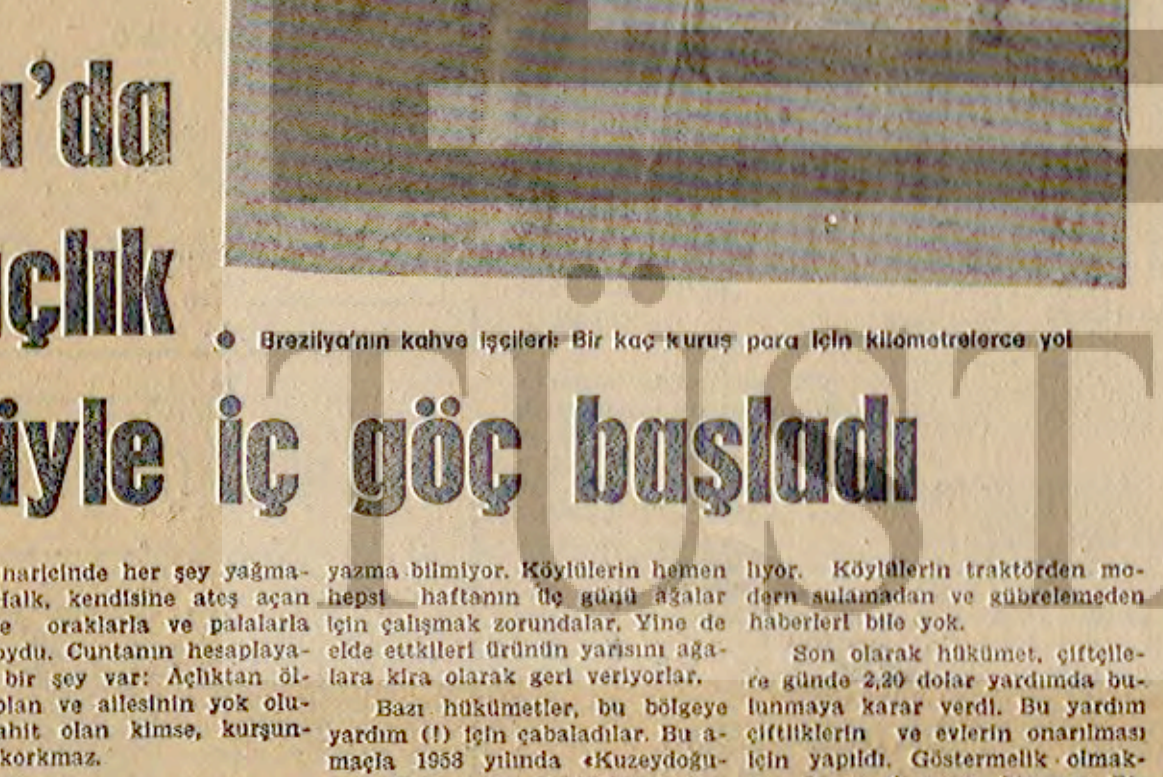 ı'da
açlık
• Brezilya'nın kahve işçileri: Bir kaç kuruş para için kilometrelerce yol
iyle iç göç başladı
haricinde her şey yağma-
Halk, kendisine ateş açan
e oraklarla ve palalarla
oydu. Cuntanın hesaplaya-
bir şey var: Açlıktan öl-
olan ve ailesinin yok olu-
ahit olan kimse, kurşun-
korkmaz.
yazma bilmiyor. Köylülerin hemen
hepsi haftanın üç günü ağalar
için çalışmak zorundalar. Yine de
elde ettkileri ürünün yarısını ağa-
lara kira olarak geri veriyorlar.
Bazı hükümetler, bu bölgeye
yardım (!) için çabaladılar. Bu a-
maçla 1958 yılında «Kuzeydoğu-
lıyor. Köylülerin traktörden mo-
dern sulamadan ve gübrelemeden
haberleri bile yok.
Son olarak hükümet, çiftçile-
re günde 2,20 dolar yardımda bu-
lunmaya karar verdi. Bu yardım
çiftliklerin ve evlerin onarılması
için yapıldı. Göstermelik olmak-
TÜST